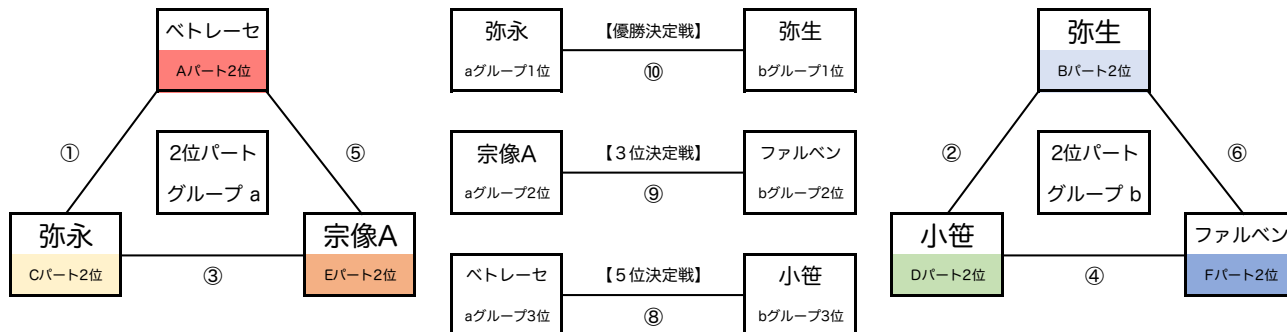 ベトレーセ
Aパート2位
①
⑤
2位パート
グループ a
弥永
Cパート2位
③
宗像A
Eパート2位
弥永
aグループ1位
【優勝決定戦】
⑩
弥生
bグループ1位
宗像A
aグループ2位
【３位決定戦】
⑨
ファルベン
bグループ2位
ベトレーセ
aグループ3位
【５位決定戦】
⑧
小笹
bグループ3位
弥生
Bパート2位
②
⑥
2位パート
グループ b
小笹
Dパート2位
④
ファルベン
Fパート2位